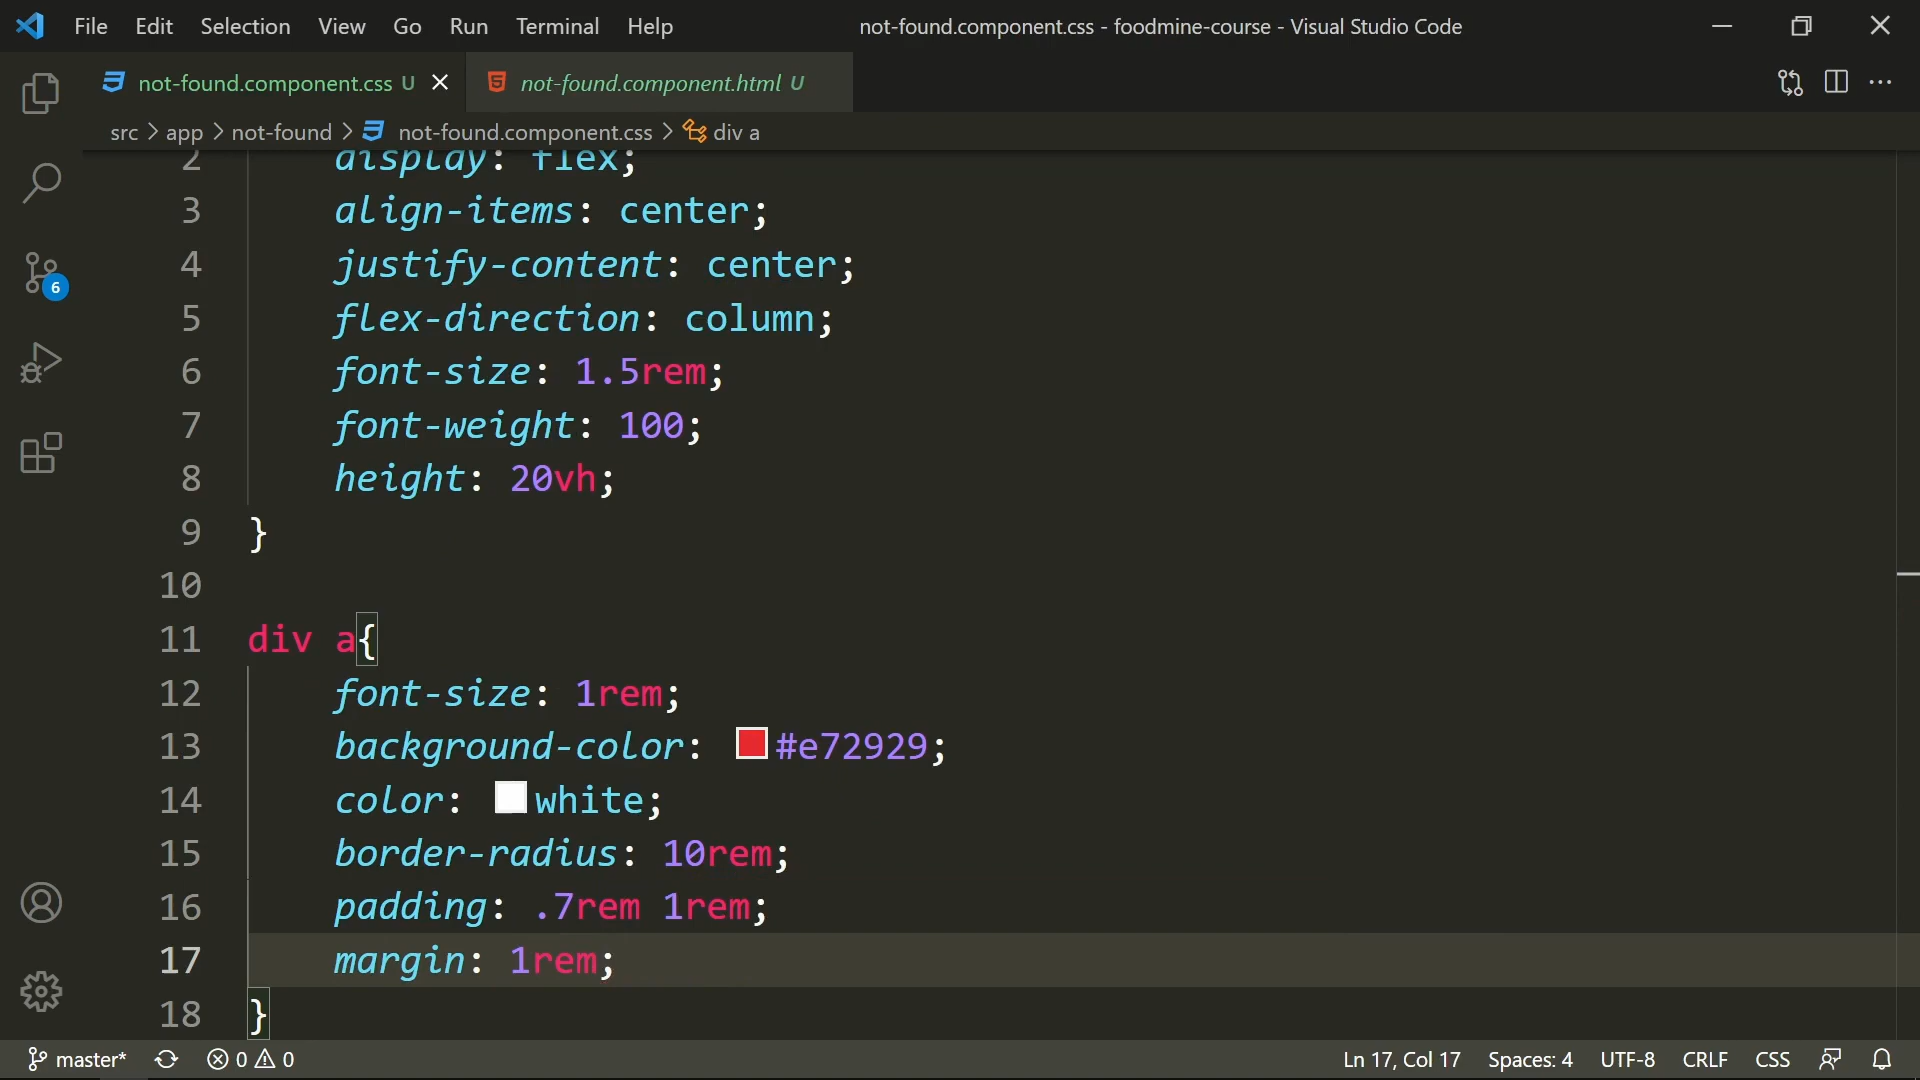 File Edit Selection View Go Run Terminal Help
not-found.component.css - foodmine-course - Visual Studio Code
not-found.component.css U
not-found.component.html U
src > app > not-found > not-found.component.css > div a
2 display: flex;
3 align-items: center;
4 justify-content: center;
5 flex-direction: column;
6 font-size: 1.5rem;
7 font-weight: 100;
8 height: 20vh;
9 }
10
11 div a{
12 font-size: 1rem;
13 background-color: #e72929;
14 color: white;
15 border-radius: 10rem;
16 padding: .7rem 1rem;
17 margin: 1rem;
18 }
6
master* 0 0 Ln 17, Col 17 Spaces: 4 UTF-8 CRLF CSS